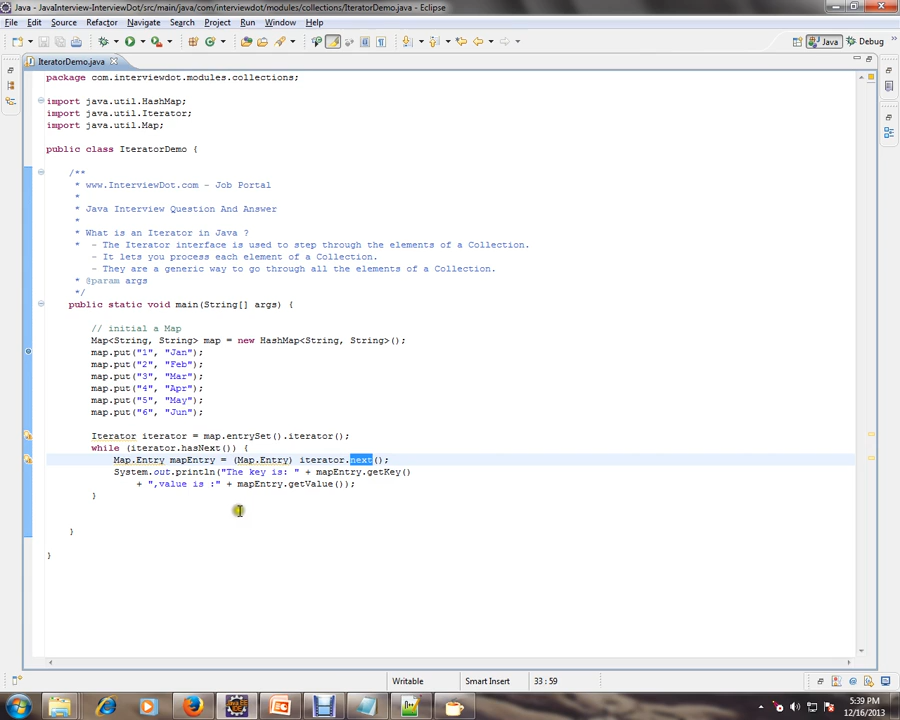 Java - JavaInterview-InterviewDot/src/main/java/com/interviewdot/modules/collections/IteratorDemo.java - Eclipse
File Edit Source Refactor Navigate Search Project Run Window Help
Java Debug
IteratorDemo.java
package com.interviewdot.modules.collections;
import java.util.HashMap;
import java.util.Iterator;
import java.util.Map;
public class IteratorDemo {
/**
* www.InterviewDot.com - Job Portal
*
* Java Interview Question And Answer
*
* What is an Iterator in Java ?
*  - The Iterator interface is used to step through the elements of a Collection.
*  - It lets you process each element of a Collection.
*  - They are a generic way to go through all the elements of a Collection.
* @param args
*/
public static void main(String[] args) {
// initial a Map
Map<String, String> map = new HashMap<String, String>();
map.put("1", "Jan");
map.put("2", "Feb");
map.put("3", "Mar");
map.put("4", "Apr");
map.put("5", "May");
map.put("6", "Jun");
Iterator iterator = map.entrySet().iterator();
while (iterator.hasNext()) {
Map.Entry mapEntry = (Map.Entry) iterator.next();
System.out.println("The key is: " + mapEntry.getKey()
+ ",value is :" + mapEntry.getValue());
}
}
}
Writable Smart Insert 33 : 59
5:39 PM
12/16/2013